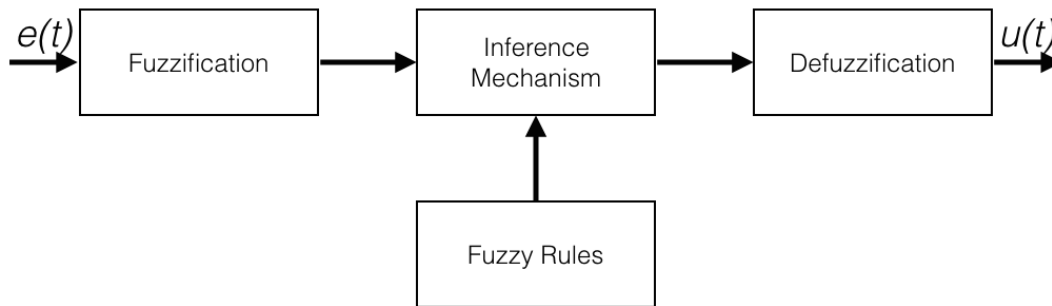 e(t)
Fuzzification
Inference
Mechanism
Defuzzification
u(t)
Fuzzy Rules